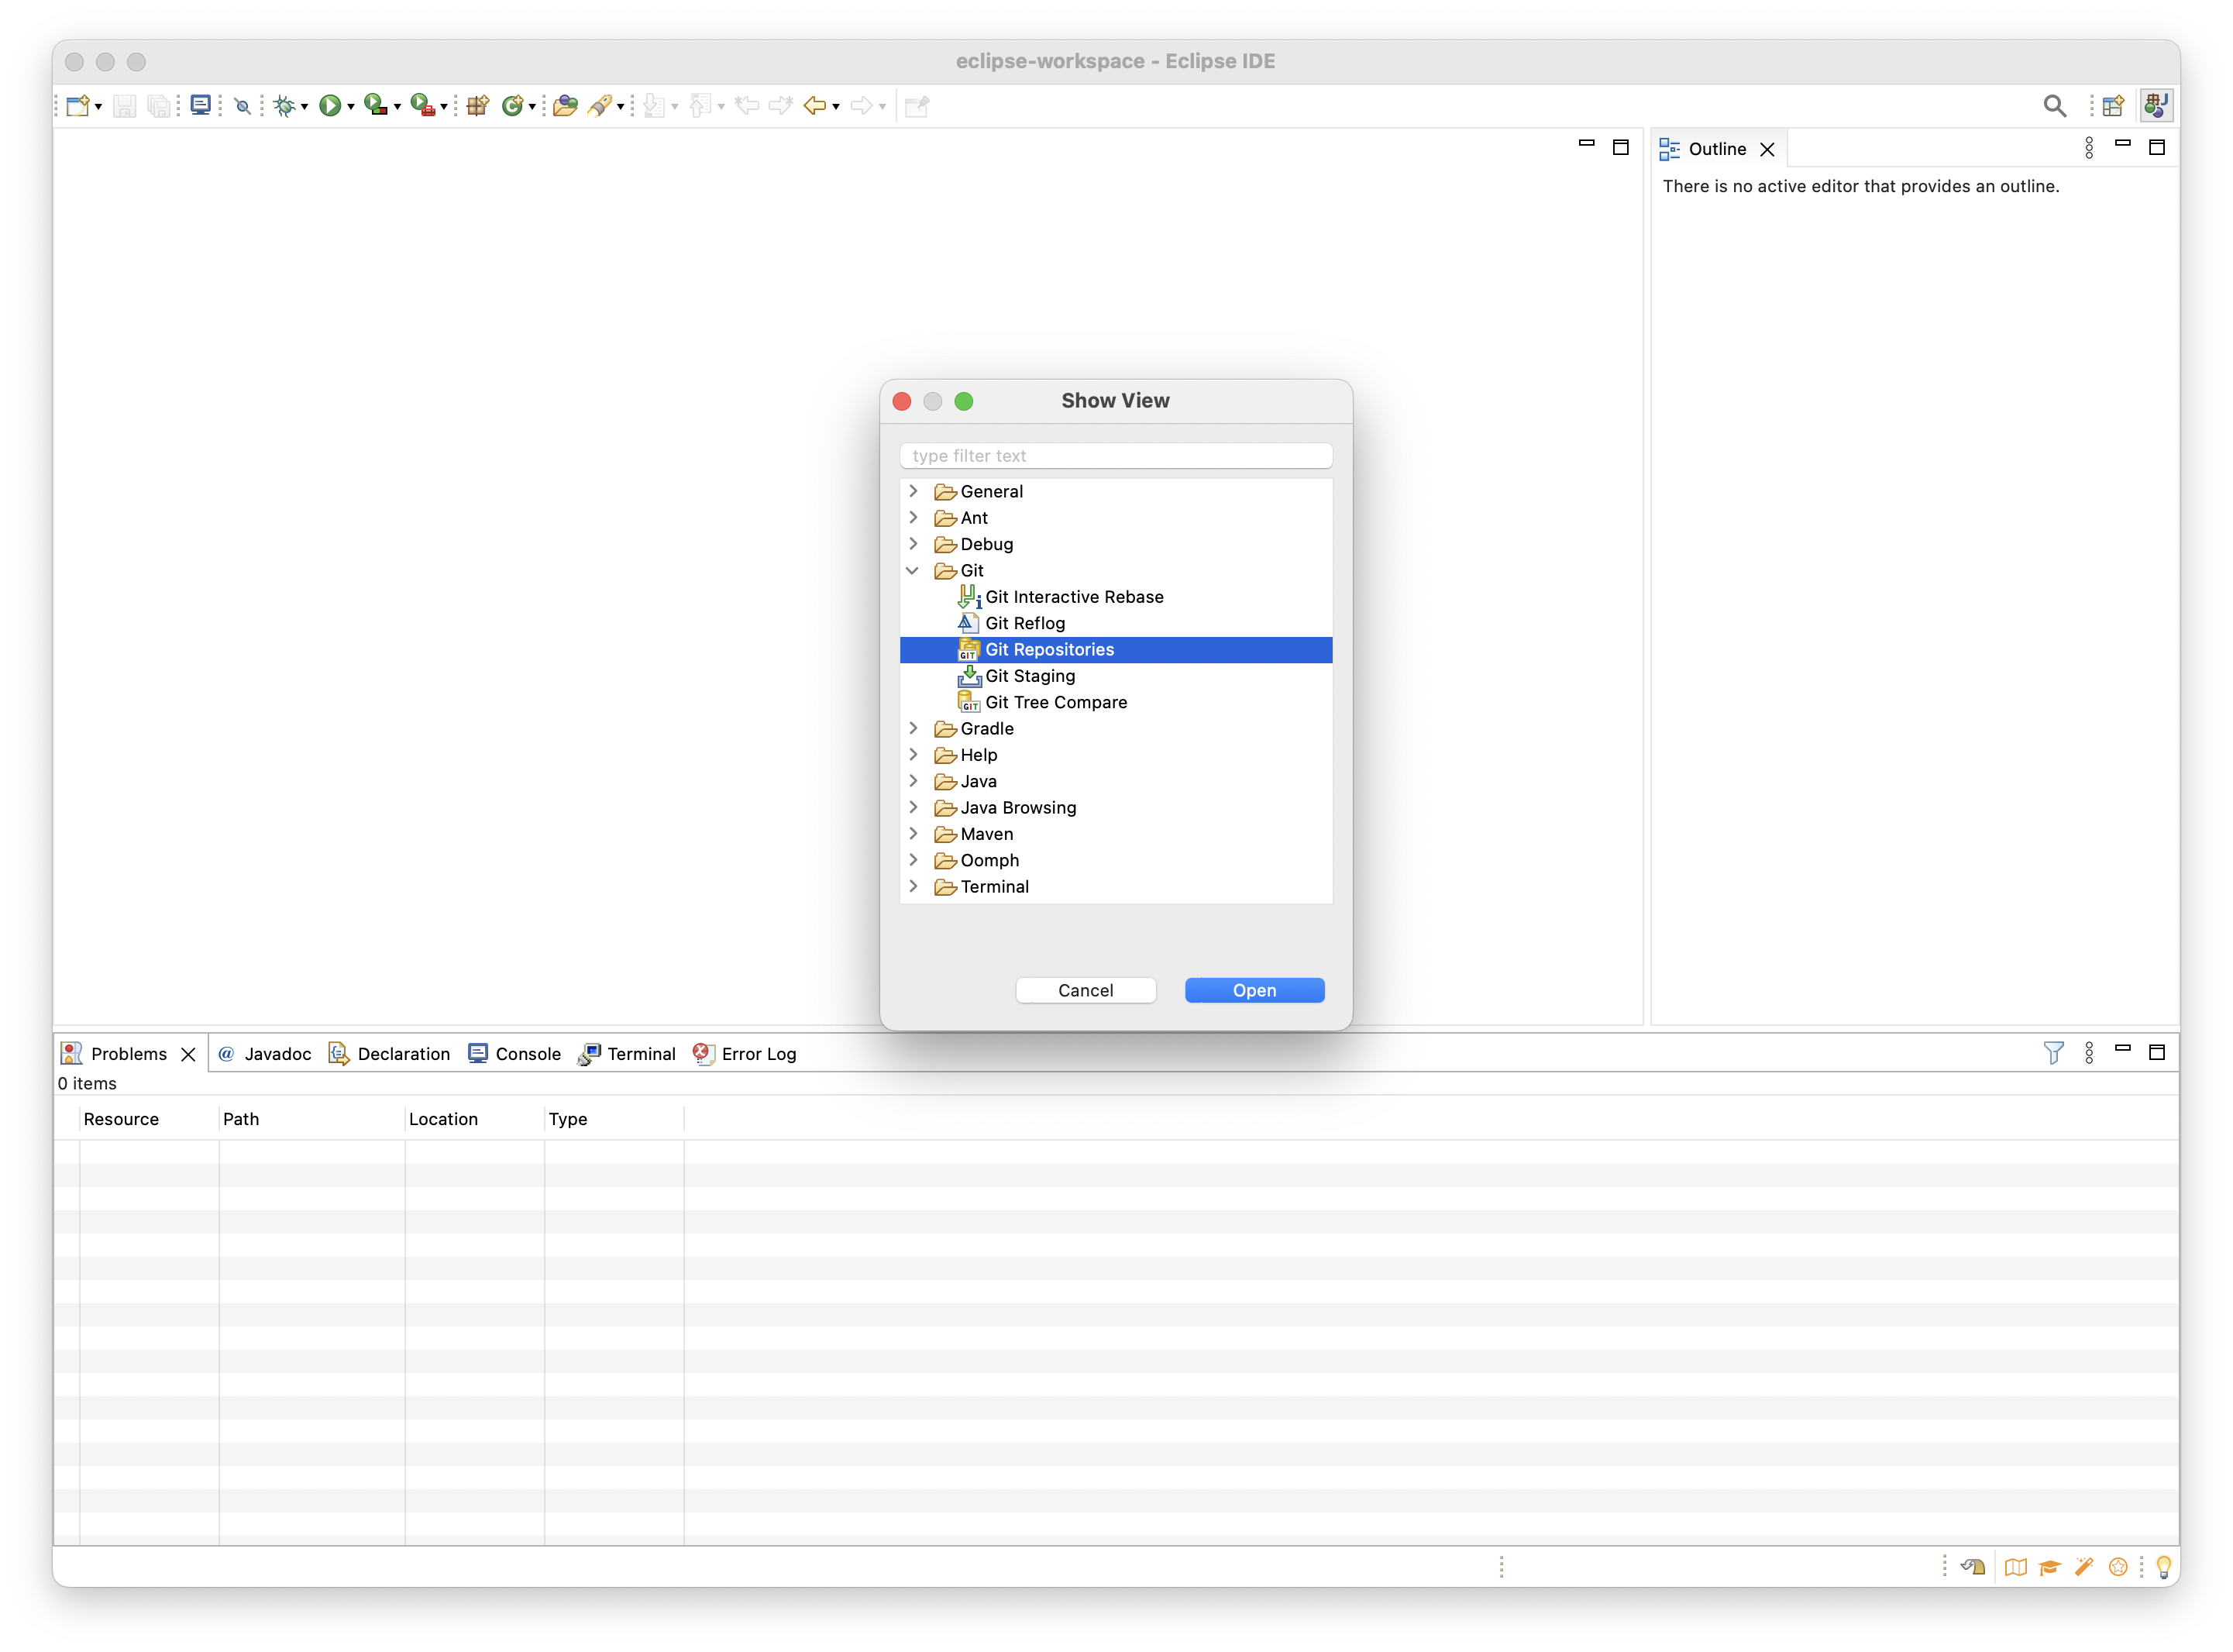 eclipse-workspace - Eclipse IDE
Outline
There is no active editor that provides an outline.
Show View
type filter text
General
Ant
Debug
Git
Git Interactive Rebase
Git Reflog
GIT Git Repositories
Git Staging
GIT Git Tree Compare
Gradle
Help
Java
Java Browsing
Maven
Oomph
Terminal
Cancel Open
Problems @ Javadoc Declaration Console Terminal Error Log
0 items
Resource Path Location Type